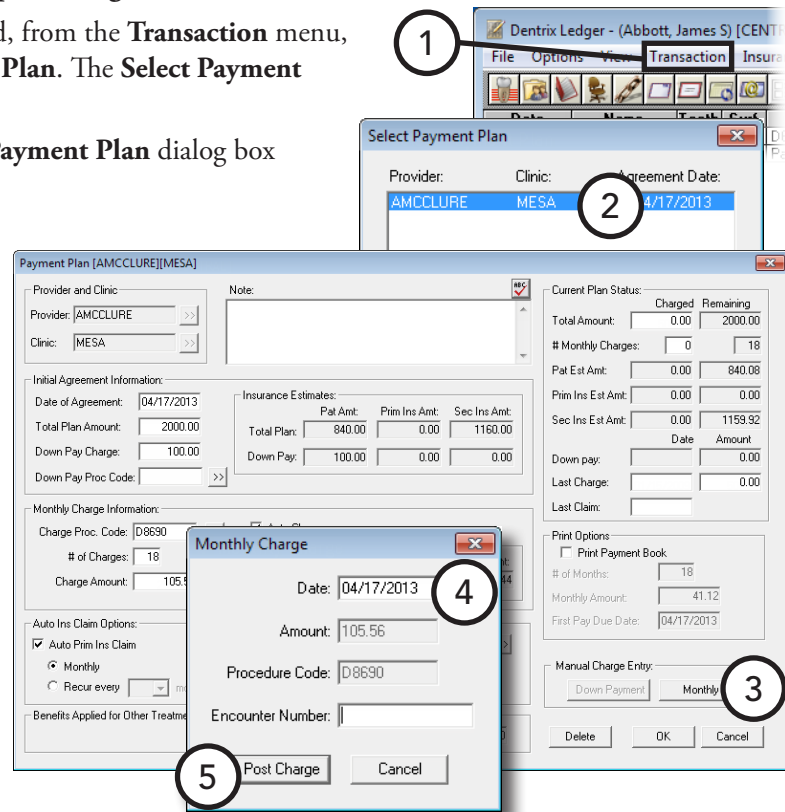 d, from the Transaction menu,
Plan. The Select Payment
Payment Plan dialog box
1
Dentrix Ledger - (Abbott, James S) [CENT
File Options View Transaction Insura
Date Name Tooth Surf
Select Payment Plan
Provider: Clinic: Agreement Date:
AMCCLURE MESA 2 4/17/2013
Payment Plan [AMCCLURE][MESA]
Provider and Clinic
Provider: AMCCLURE >>
Clinic: MESA >>
Note:
ABC
Current Plan Status:
Charged Remaining
Total Amount: 0.00 2000.00
# Monthly Charges: 0 18
Pat Est Amt: 0.00 840.08
Prim Ins Est Amt: 0.00 0.00
Sec Ins Est Amt: 0.00 1159.92
Date Amount
Down pay: 0.00
Last Charge: 0.00
Last Claim:
Initial Agreement Information:
Date of Agreement: 04/17/2013
Total Plan Amount: 2000.00
Down Pay Charge: 100.00
Down Pay Proc Code: >>
Insurance Estimates:
Pat Amt: Prim Ins Amt: Sec Ins Amt:
Total Plan: 840.00 0.00 1160.00
Down Pay: 100.00 0.00 0.00
Monthly Charge Information:
Charge Proc. Code: D8690
# of Charges: 18
Charge Amount: 105.5
Auto Ins Claim Options:
Auto Prim Ins Claim
Monthly
Recur every m
Benefits Applied for Other Treatme
Print Options
Print Payment Book
# of Months: 18
Monthly Amount: 41.12
First Pay Due Date: 04/17/2013
Manual Charge Entry:
Down Payment Monthly 3
Delete OK Cancel
Monthly Charge
Date: 04/17/2013 4
Amount: 105.56
Procedure Code: D8690
Encounter Number:
5 Post Charge Cancel